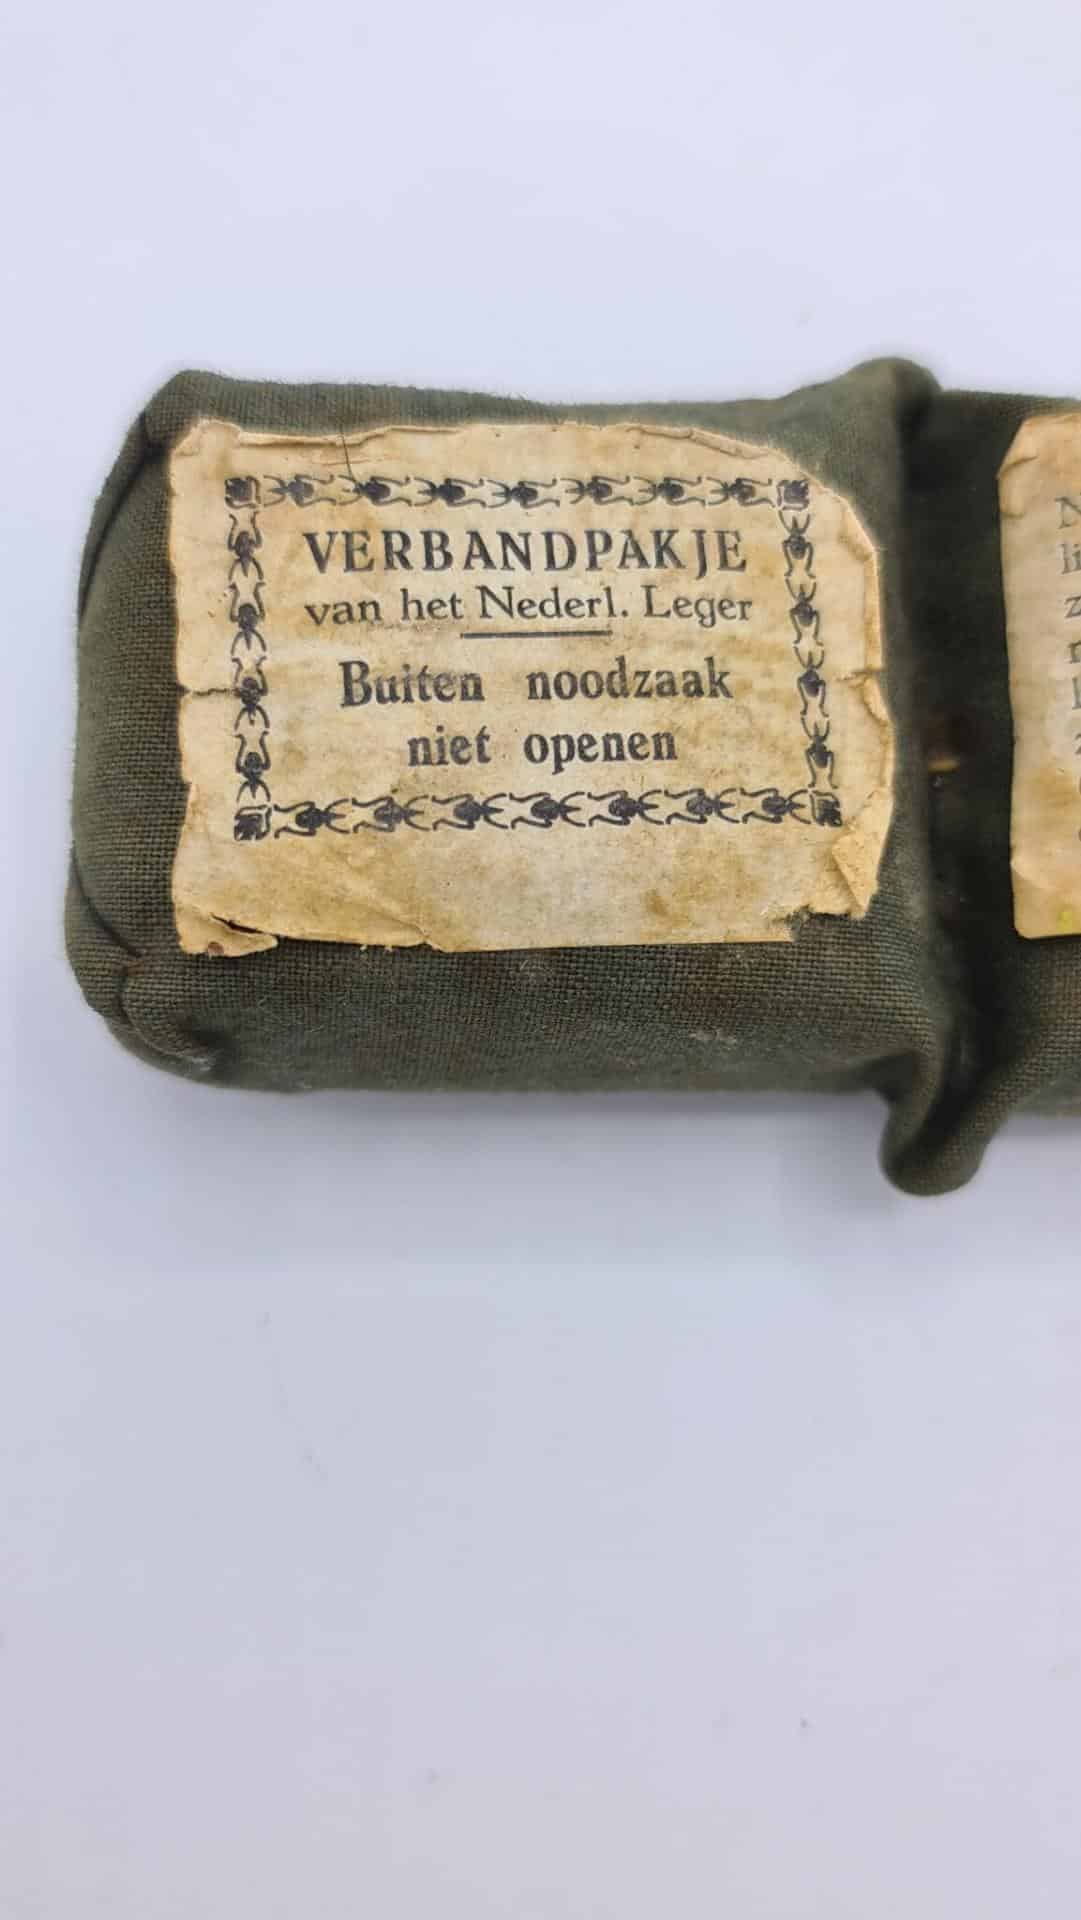 VERBANDPAKJE
van het Nederl. Leger
Buiten noodzaak
niet openen